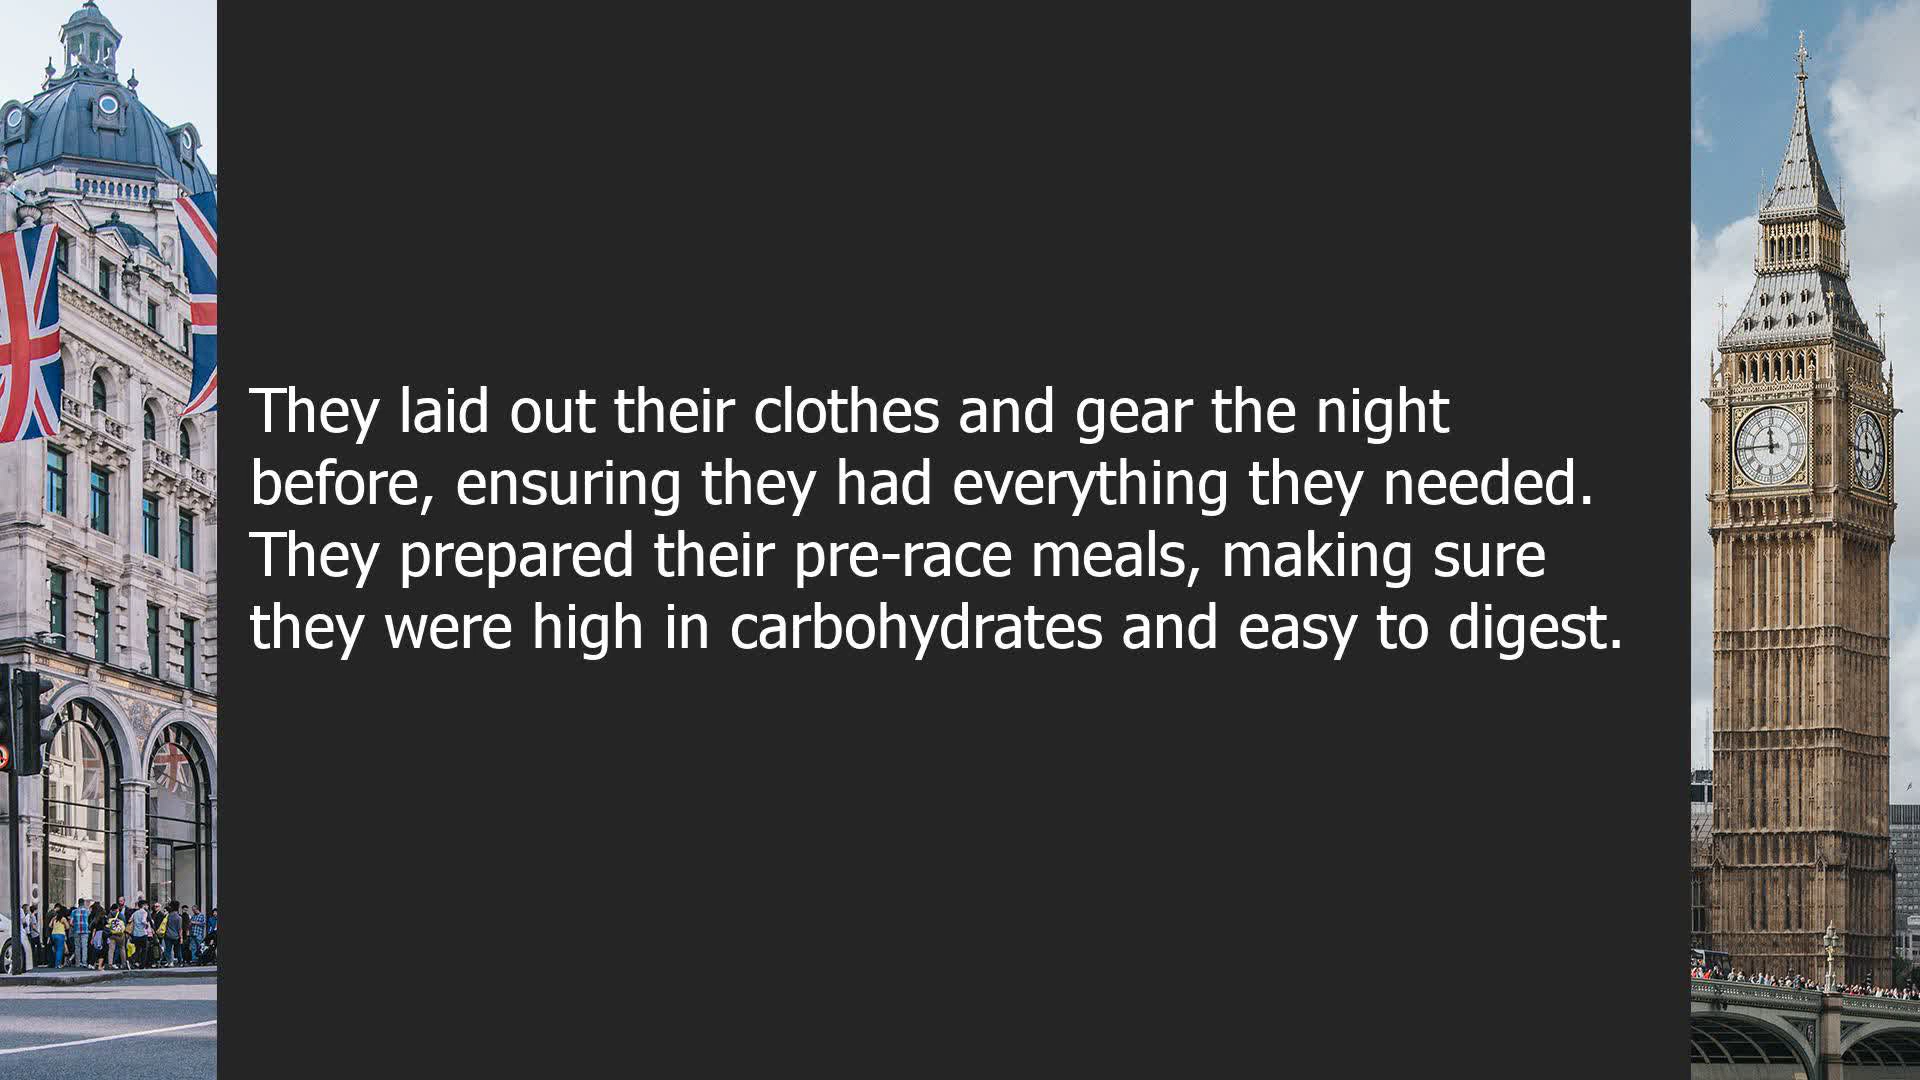 They laid out their clothes and gear the night
before, ensuring they had everything they needed.
They prepared their pre-race meals, making sure
they were high in carbohydrates and easy to digest.